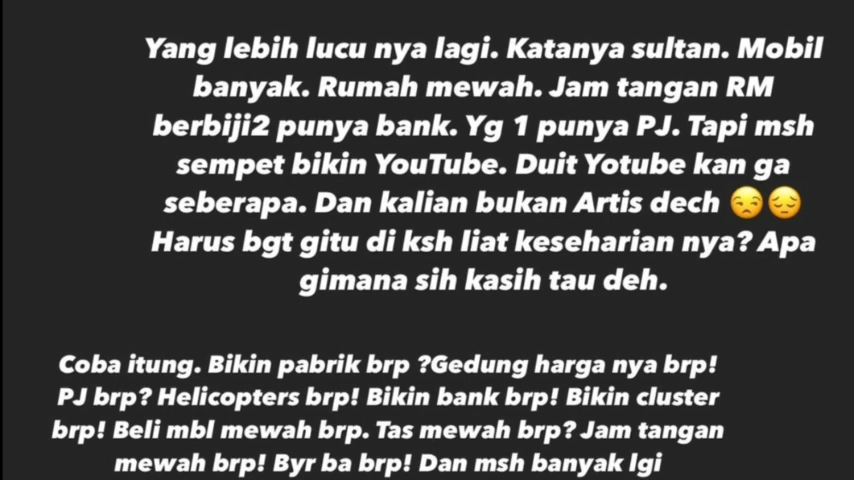 Yang lebih lucu nya lagi. Katanya sultan. Mobil
banyak. Rumah mewah. Jam tangan RM
berbiji2 punya bank. Yg 1 punya PJ. Tapi msh
sempet bikin YouTube. Duit Yotube kan ga
seberapa. Dan kalian bukan Artis dech 😒😔
Harus bgt gitu di ksh liat keseharian nya? Apa
gimana sih kasih tau deh.
Coba itung. Bikin pabrik brp ?Gedung harga nya brp!
PJ brp? Helicopters brp! Bikin bank brp! Bikin cluster
brp! Beli mbl mewah brp. Tas mewah brp? Jam tangan
mewah brp! Byr ba brp! Dan msh banyak lgi